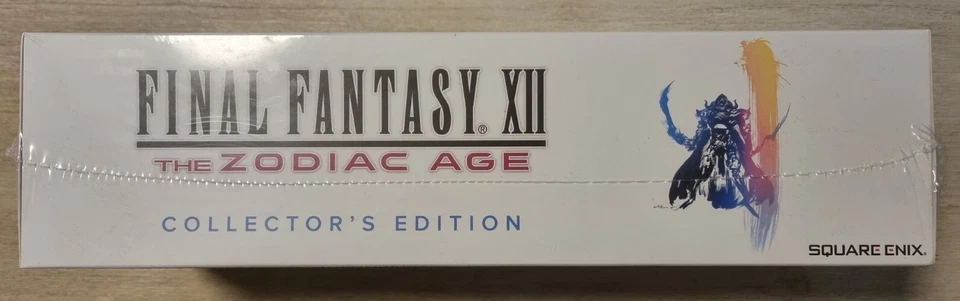 FINAL FANTASY® XII
THE ZODIAC AGE
COLLECTOR'S EDITION
SQUARE ENIX®